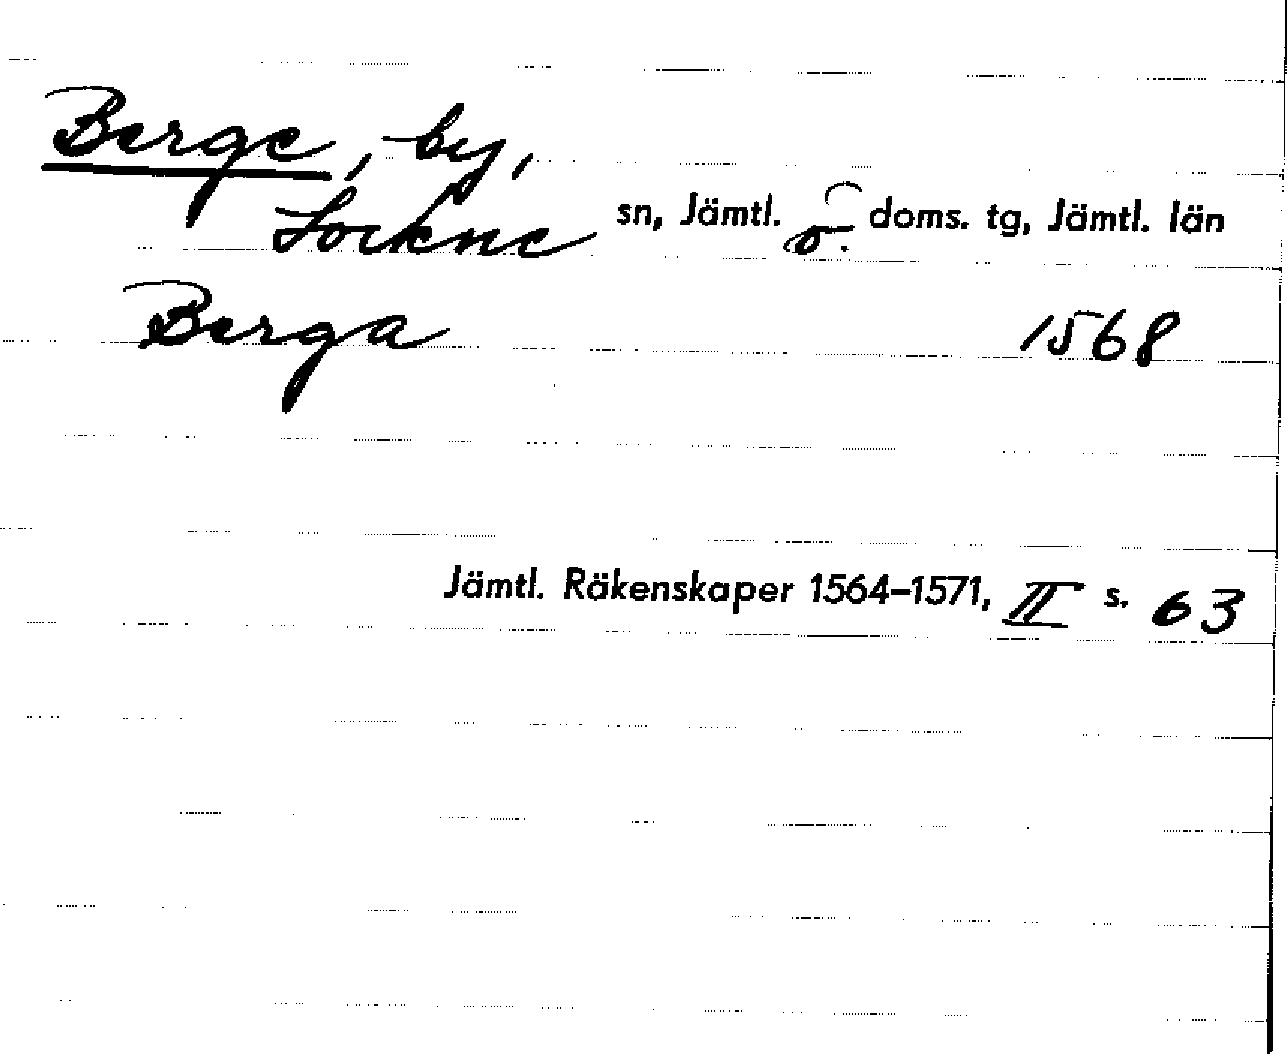 Berge, by,
Lockne sn, Jämtl. ö. doms. tg, Jämtl. län
Berga 1568
Jämtl. Räkenskaper 1564–1571, II s. 63